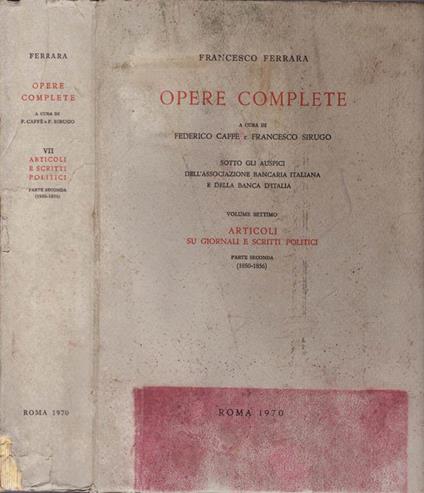 FERRARA
OPERE
COMPLETE
A CURA DI
F. CAFFÈ e F. SIRUGO
VII
ARTICOLI
E SCRITTI
POLITICI
PARTE SECONDA
(1850-1856)
ROMA 1970
FRANCESCO FERRARA
OPERE COMPLETE
A CURA DI
FEDERICO CAFFÈ e FRANCESCO SIRUGO
SOTTO GLI AUSPICI
DELL'ASSOCIAZIONE BANCARIA ITALIANA
E DELLA BANCA D'ITALIA
VOLUME SETTIMO
ARTICOLI
SU GIORNALI E SCRITTI POLITICI
PARTE SECONDA
(1850-1856)
ROMA 1970